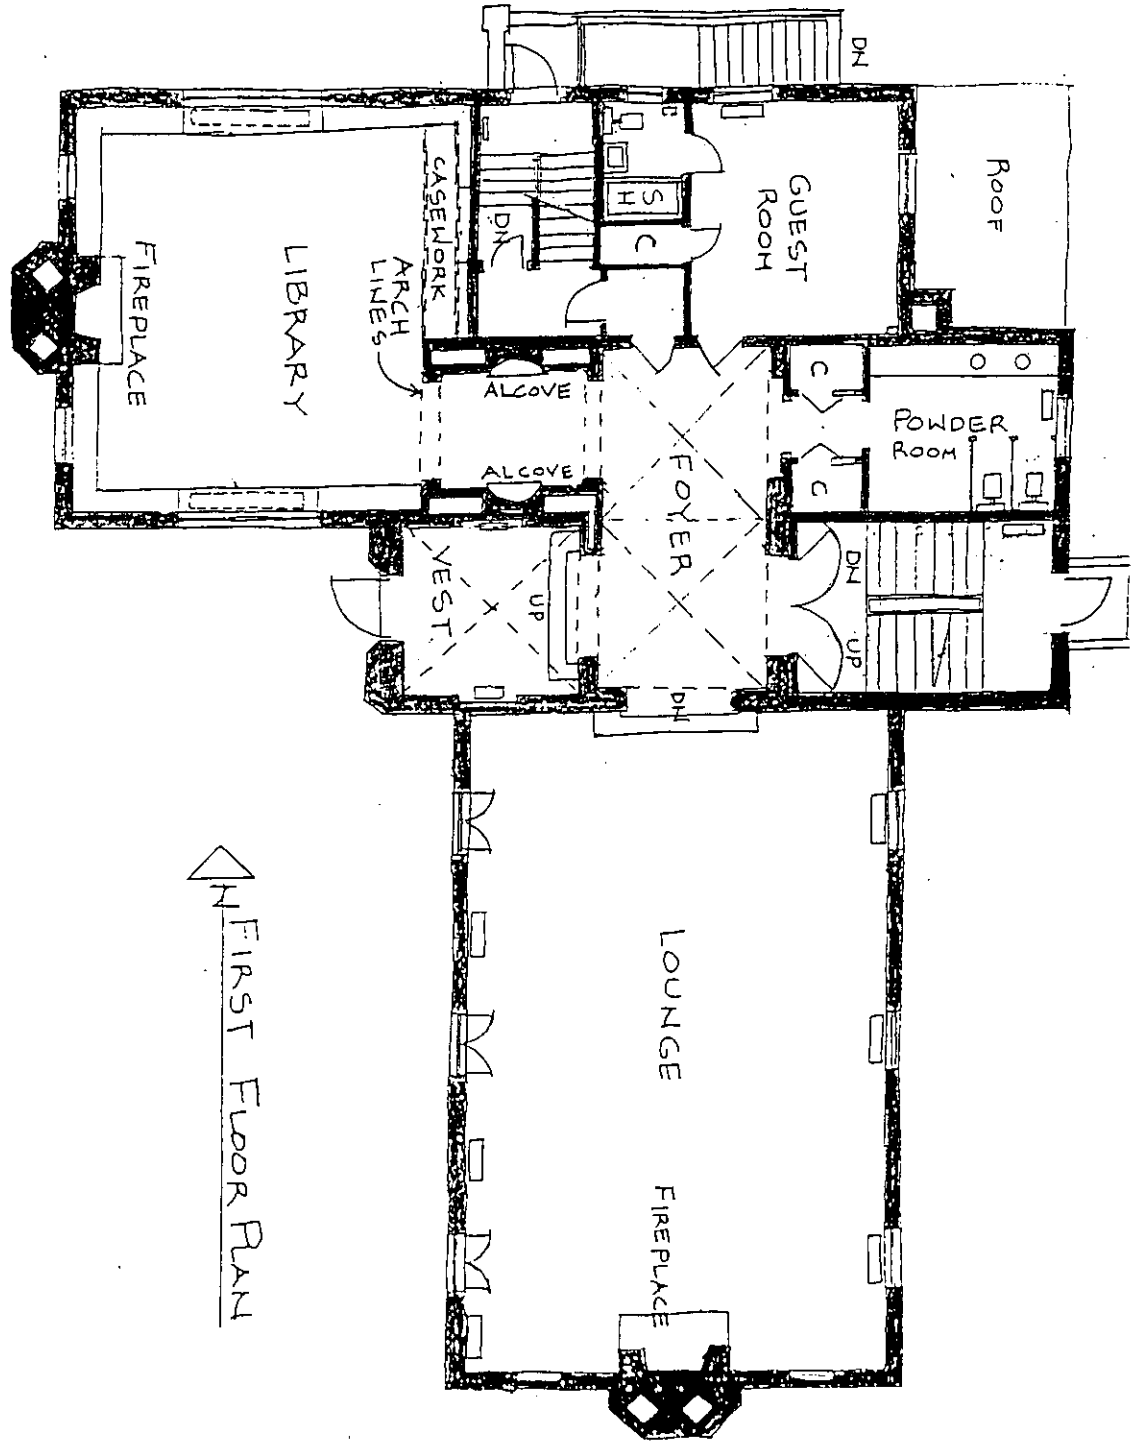 DN
ROOF
GUEST
ROOM
SH
C
DN
CASEWORK
ARCH
LINES
LIBRARY
FIREPLACE
ALCOVE
ALCOVE
FOYER
C
C
POWDER
ROOM
VEST
UP
DN
UP
DN
LOUNGE
FIREPLACE
N
FIRST FLOOR PLAN